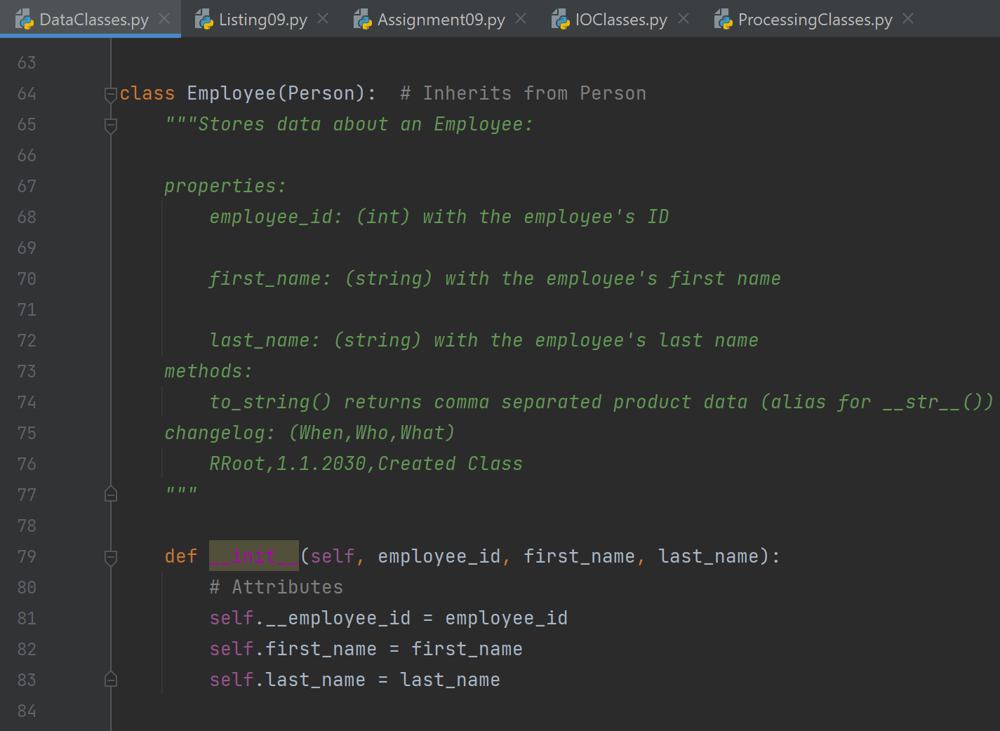 DataClasses.py Listing09.py Assignment09.py IOClasses.py ProcessingClasses.py
63
64 class Employee(Person):  # Inherits from Person
65     """Stores data about an Employee:
66
67     properties:
68         employee_id: (int) with the employee's ID
69
70         first_name: (string) with the employee's first name
71
72         last_name: (string) with the employee's last name
73     methods:
74         to_string() returns comma separated product data (alias for __str__())
75     changelog: (When,Who,What)
76         RRoot,1.1.2030,Created Class
77     """
78
79     def __init__(self, employee_id, first_name, last_name):
80         # Attributes
81         self.__employee_id = employee_id
82         self.first_name = first_name
83         self.last_name = last_name
84